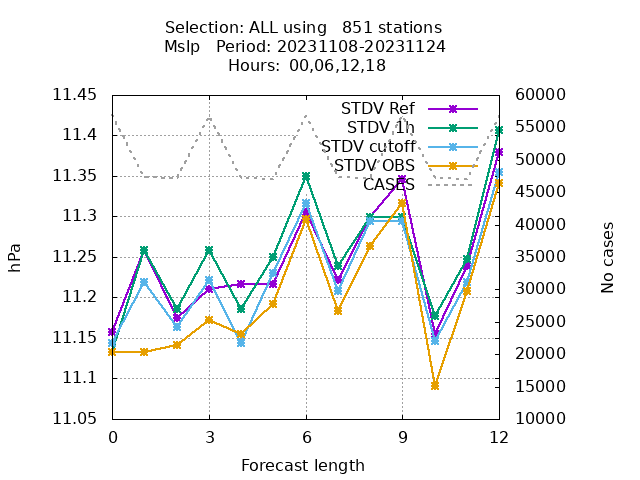 Selection: ALL using   851 stations
Mslp   Period: 20231108-20231124
Hours:  00,06,12,18
11.45
11.4
11.35
11.3
11.25
11.2
11.15
11.1
11.05
60000
55000
50000
45000
40000
35000
30000
25000
20000
15000
10000
STDV Ref
STDV 1h
STDV cutoff
STDV OBS
CASES
hPa
No cases
0 3 6 9 12
Forecast length